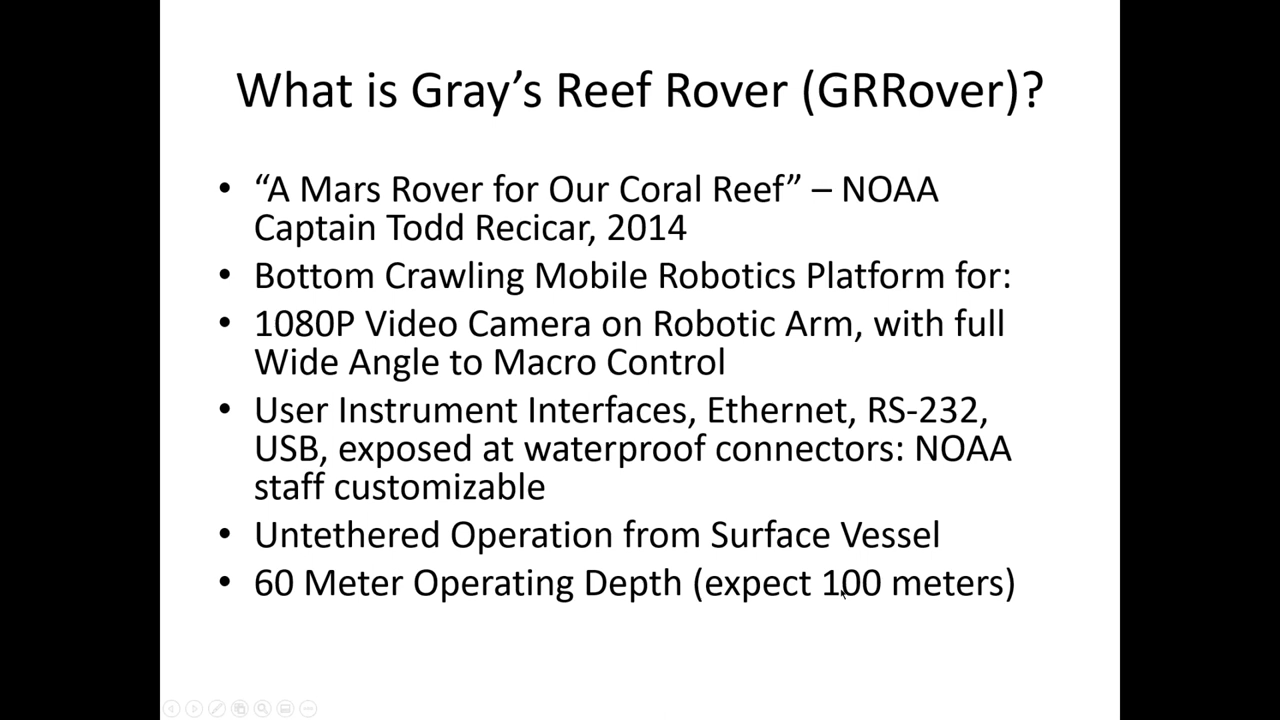 What is Gray’s Reef Rover (GRRover)?
• “A Mars Rover for Our Coral Reef” – NOAA
Captain Todd Recicar, 2014
• Bottom Crawling Mobile Robotics Platform for:
• 1080P Video Camera on Robotic Arm, with full
Wide Angle to Macro Control
• User Instrument Interfaces, Ethernet, RS-232,
USB, exposed at waterproof connectors: NOAA
staff customizable
• Untethered Operation from Surface Vessel
• 60 Meter Operating Depth (expect 100 meters)